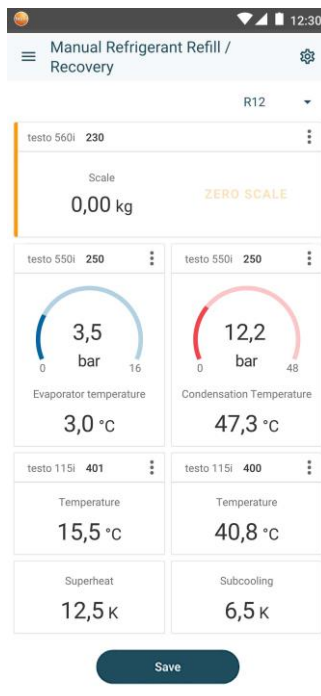 12:30
Manual Refrigerant Refill /
Recovery
R12
testo 560i 230
Scale
0,00 kg
ZERO SCALE
testo 550i 250
3,5
bar
0 16
Evaporator temperature
3,0 °C
testo 550i 250
12,2
bar
0 48
Condensation Temperature
47,3 °C
testo 115i 401
Temperature
15,5 °C
testo 115i 400
Temperature
40,8 °C
Superheat
12,5 K
Subcooling
6,5 K
Save